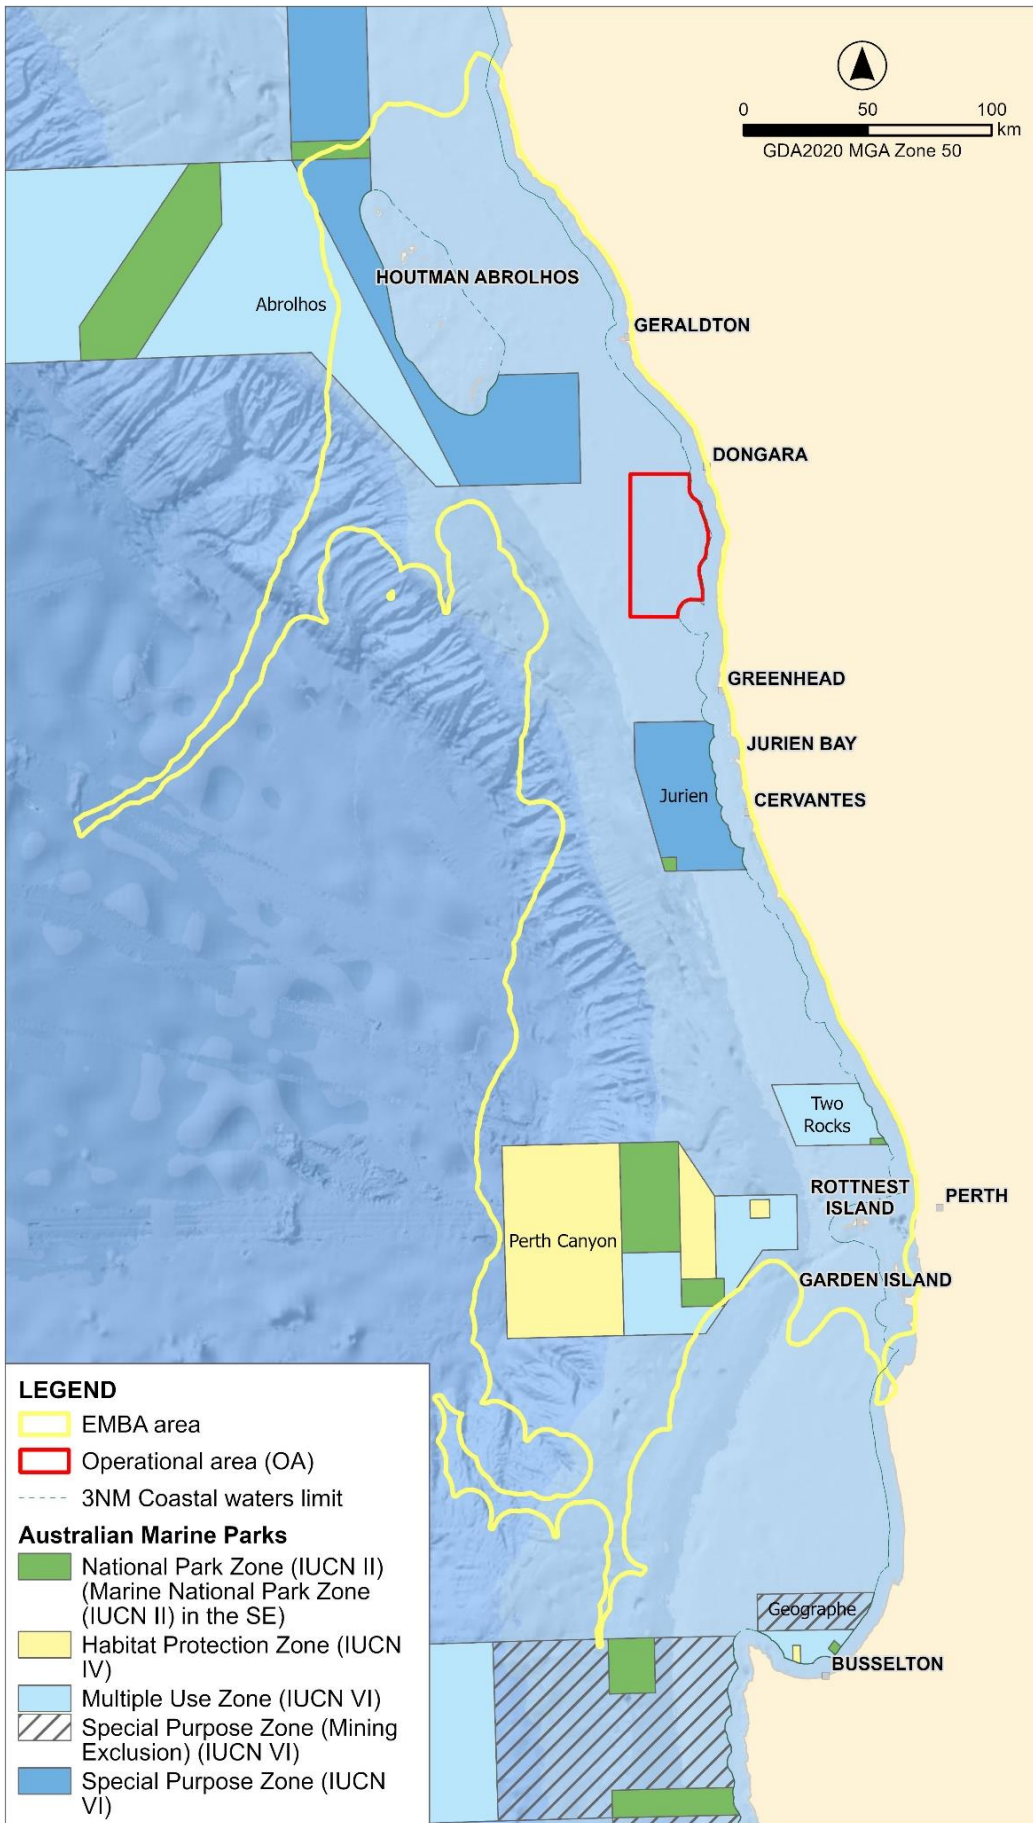 0 50 100
km
GDA2020 MGA Zone 50
HOUTMAN ABROLHOS
Abrolhos
GERALDTON
DONGARA
GREENHEAD
JURIEN BAY
Jurien
CERVANTES
Two
Rocks
ROTTNEST
ISLAND
PERTH
Perth Canyon
GARDEN ISLAND
LEGEND
EMBA area
Operational area (OA)
3NM Coastal waters limit
Australian Marine Parks
National Park Zone (IUCN II)
(Marine National Park Zone
(IUCN II) in the SE)
Habitat Protection Zone (IUCN
IV)
Multiple Use Zone (IUCN VI)
Special Purpose Zone (Mining
Exclusion) (IUCN VI)
Special Purpose Zone (IUCN
VI)
Geographe
BUSSELTON